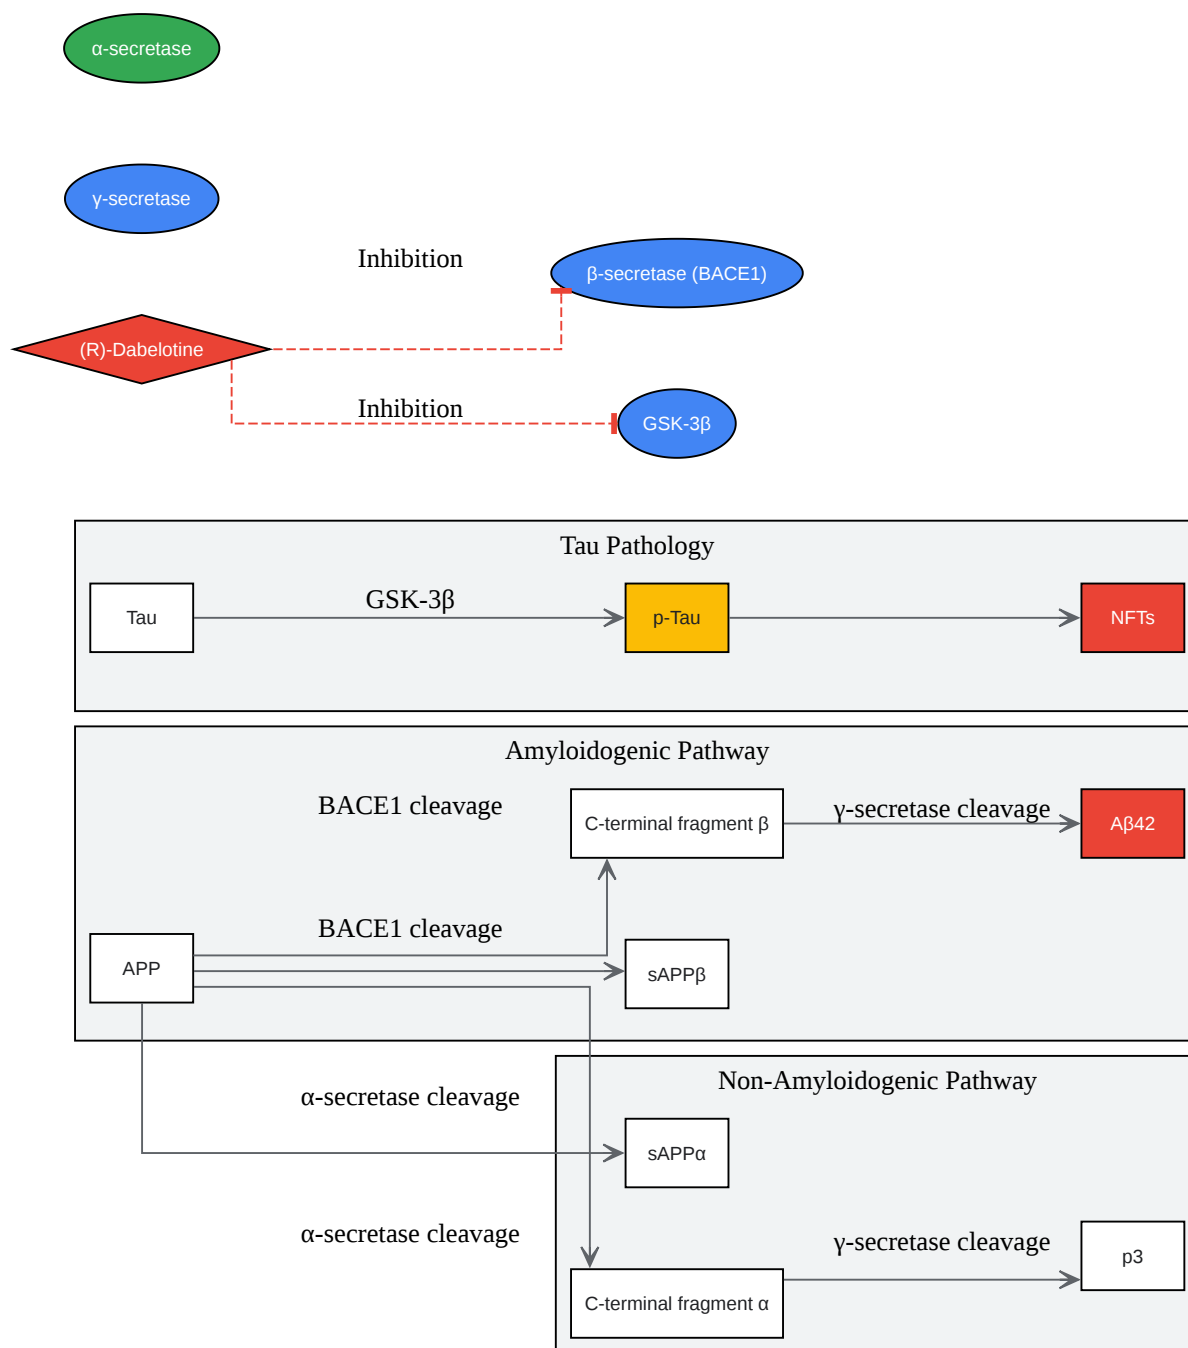 α-secretase
γ-secretase
Inhibition
β-secretase (BACE1)
(R)-Dabelotine
Inhibition
GSK-3β
Tau Pathology
Tau
GSK-3β
p-Tau
NFTs
Amyloidogenic Pathway
BACE1 cleavage
C-terminal fragment β
γ-secretase cleavage
Aβ42
BACE1 cleavage
APP
sAPPβ
Non-Amyloidogenic Pathway
α-secretase cleavage
sAPPα
α-secretase cleavage
γ-secretase cleavage
p3
C-terminal fragment α